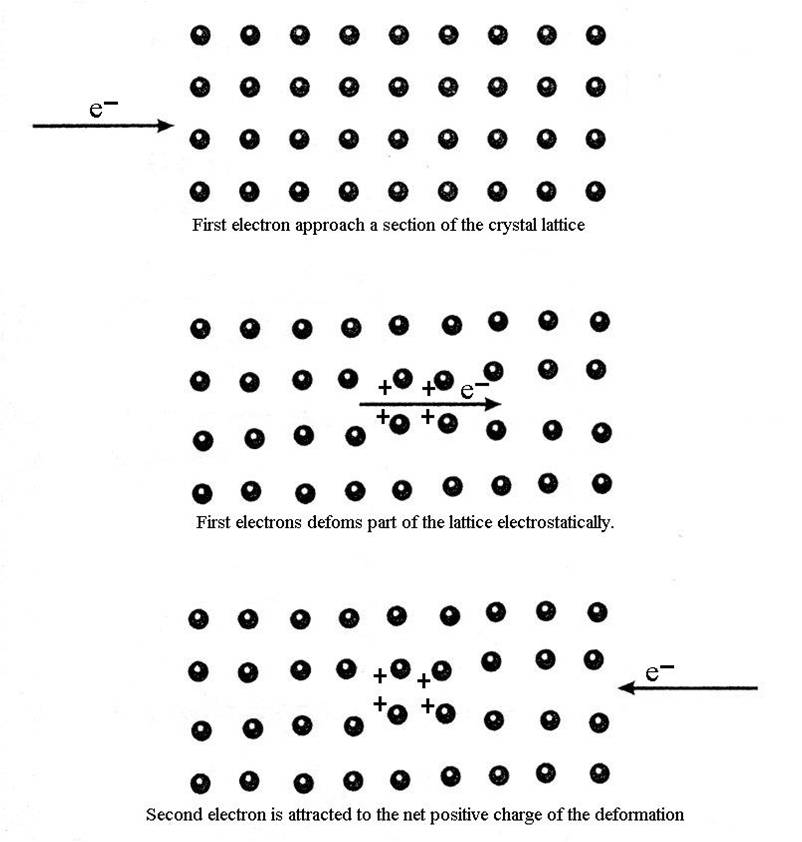 e−
First electron approach a section of the crystal lattice
+ + e−
+ +
First electrons defoms part of the lattice electrostatically.
+ +
e−
+ +
Second electron is attracted to the net positive charge of the deformation